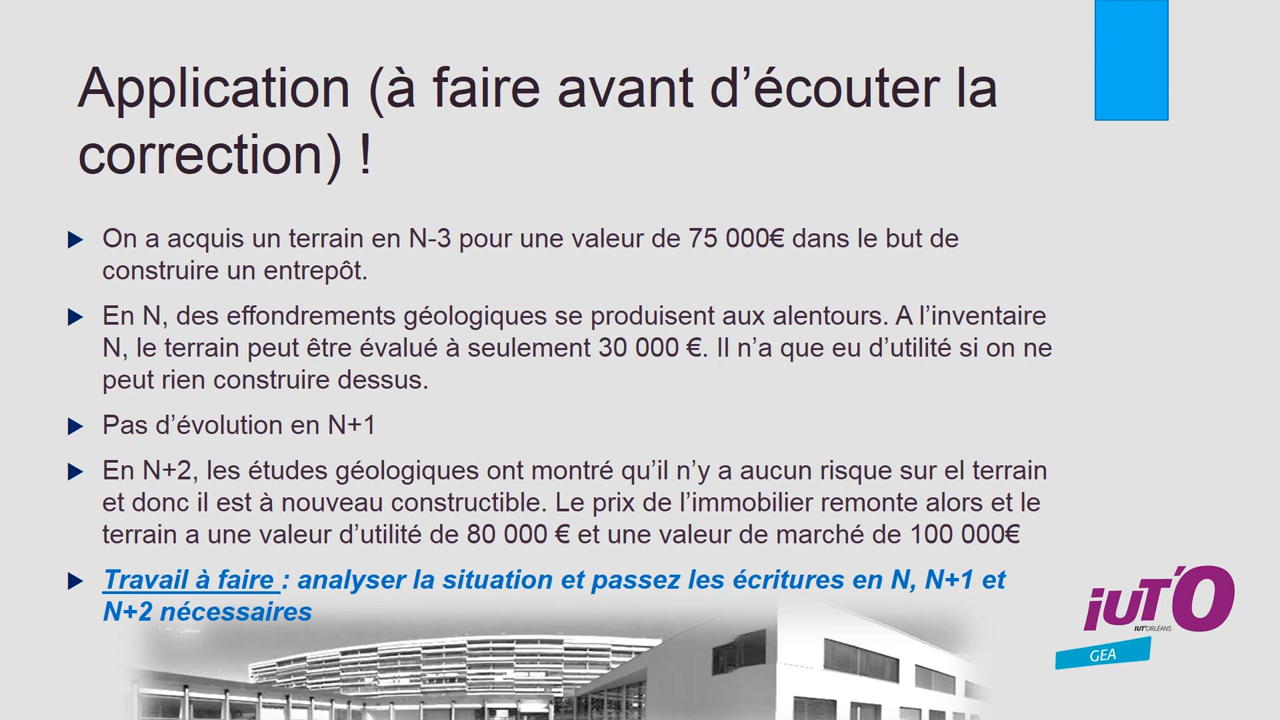 Application (à faire avant d’écouter la
correction) !
On a acquis un terrain en N-3 pour une valeur de 75 000€ dans le but de
construire un entrepôt.
En N, des effondrements géologiques se produisent aux alentours. A l’inventaire
N, le terrain peut être évalué à seulement 30 000 €. Il n’a que eu d’utilité si on ne
peut rien construire dessus.
Pas d’évolution en N+1
En N+2, les études géologiques ont montré qu’il n’y a aucun risque sur el terrain
et donc il est à nouveau constructible. Le prix de l’immobilier remonte alors et le
terrain a une valeur d’utilité de 80 000 € et une valeur de marché de 100 000€
Travail à faire : analyser la situation et passez les écritures en N, N+1 et
N+2 nécessaires
iUT'O
IUT'ORLÉANS
GEA